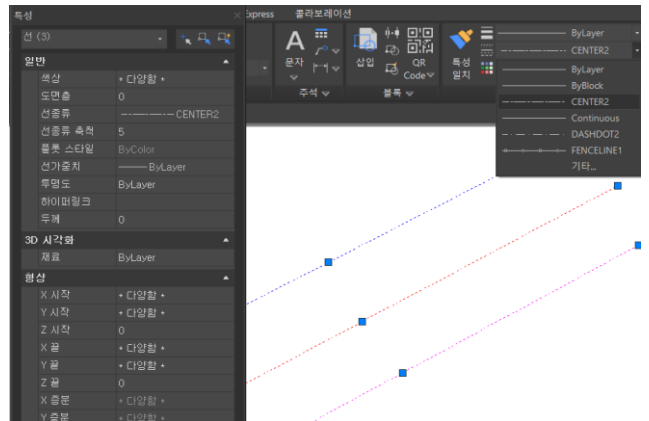 특성
선 (3)
일반
색상 * 다양함 *
도면층 0
선종류 CENTER2
선종류 축척 5
플롯 스타일 ByColor
선가중치 ByLayer
투명도 ByLayer
하이퍼링크
두께 0
3D 시각화
재료 ByLayer
형상
X 시작 * 다양함 *
Y 시작 * 다양함 *
Z 시작 0
X 끝 * 다양함 *
Y 끝 * 다양함 *
Z 끝 0
X 증분 * 다양함 *
Y 증분 * 다양함 *
Express 콜라보레이션
A
문자
주석
삽입
QR
Code
블록
특성
일치
ByLayer
CENTER2
ByLayer
ByBlock
CENTER2
Continuous
DASHDOT2
FENCELINE1
기타...